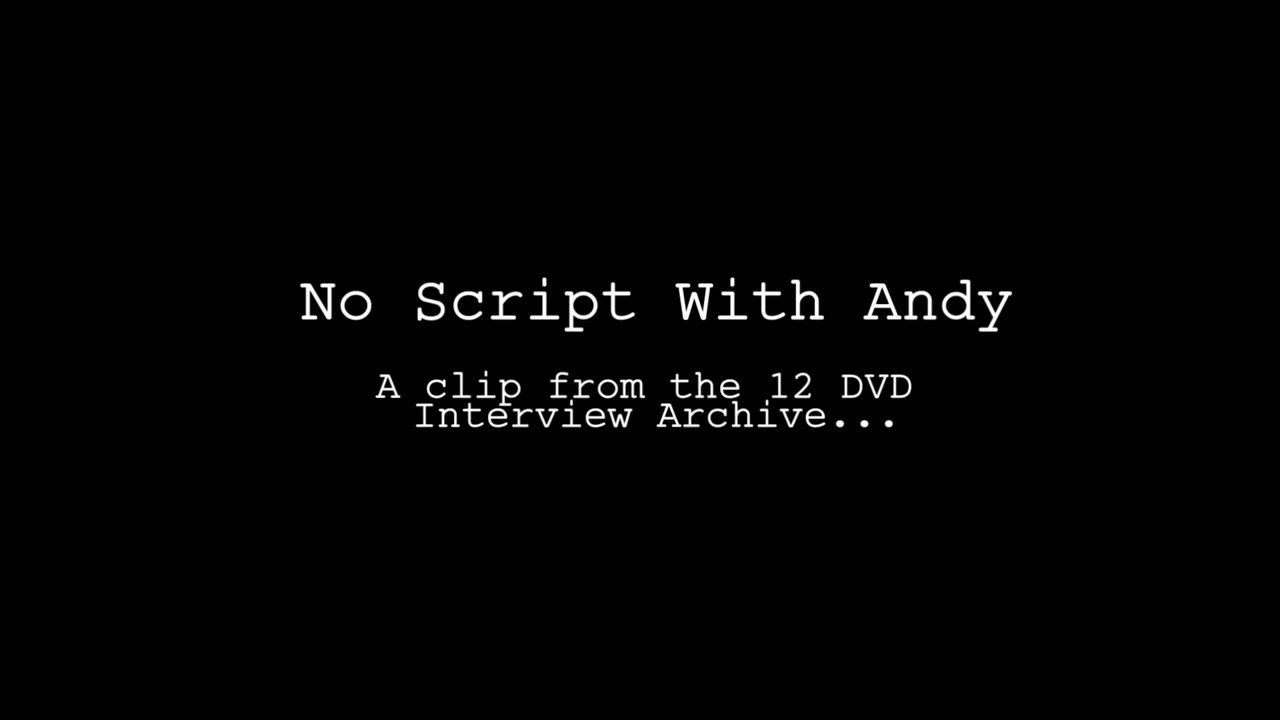 No Script With Andy
A clip from the 12 DVD
Interview Archive...